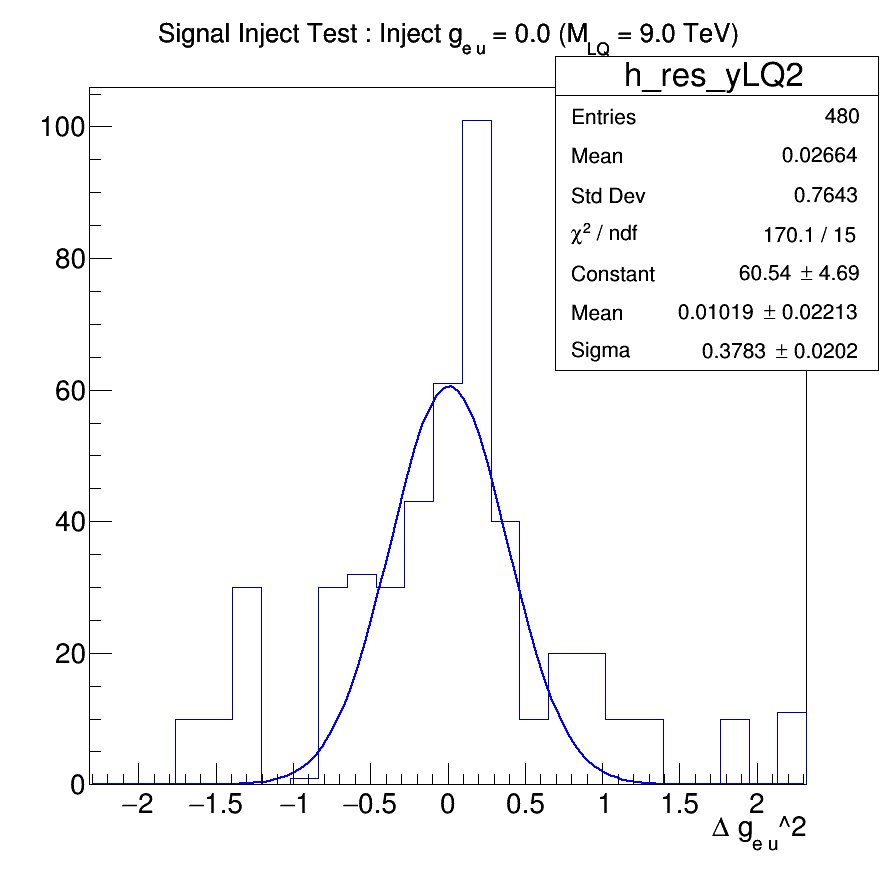 Signal Inject Test : Inject g_e u = 0.0 (M_LQ = 9.0 TeV)
h_res_yLQ2
Entries 480
Mean 0.02664
Std Dev 0.7643
χ² / ndf 170.1 / 15
Constant 60.54 ± 4.69
Mean 0.01019 ± 0.02213
Sigma 0.3783 ± 0.0202
100
80
60
40
20
0
−2 −1.5 −1 −0.5 0 0.5 1 1.5 2
Δ g_e u^2